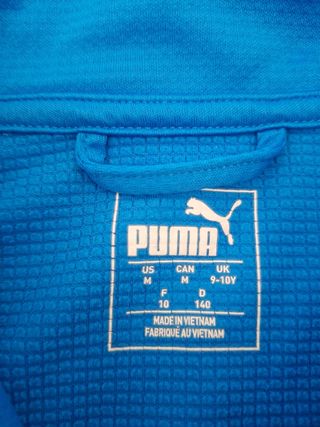 PUMA
US CAN UK
M M 9-10Y
F D
10 140
MADE IN VIETNAM
FABRIQUÉ AU VIETNAM